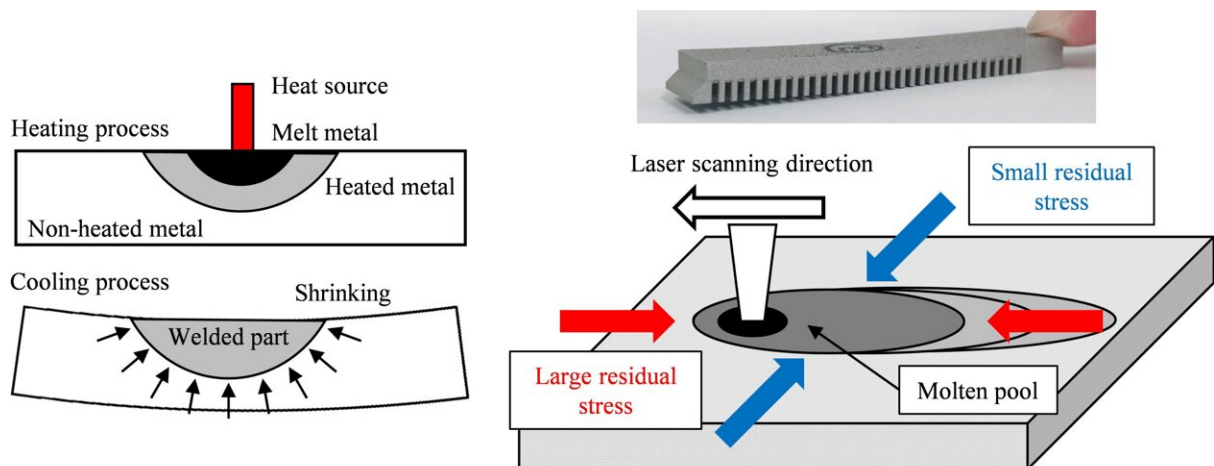 Heat source
Heating process
Melt metal
Heated metal
Non-heated metal
Cooling process
Shrinking
Welded part
Laser scanning direction
Small residual
stress
Large residual
stress
Molten pool